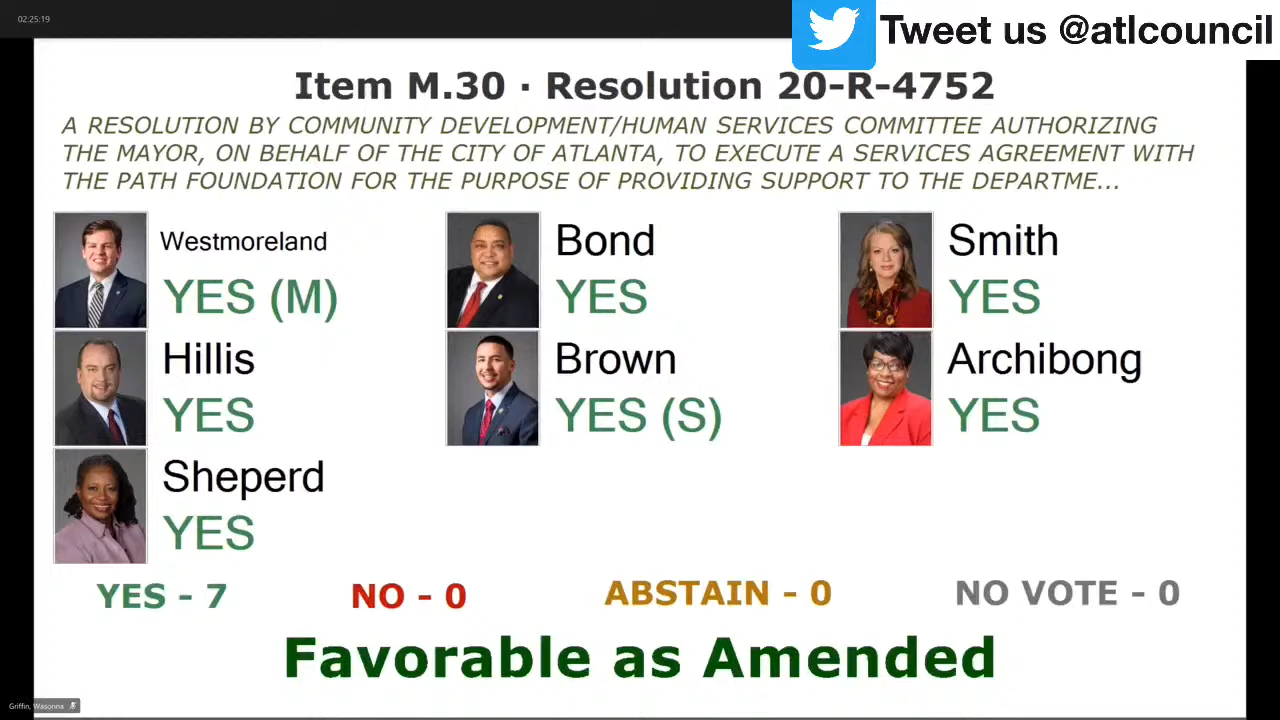 02:25:19
Tweet us @atlcouncil
Item M.30 · Resolution 20-R-4752
A RESOLUTION BY COMMUNITY DEVELOPMENT/HUMAN SERVICES COMMITTEE AUTHORIZING
THE MAYOR, ON BEHALF OF THE CITY OF ATLANTA, TO EXECUTE A SERVICES AGREEMENT WITH
THE PATH FOUNDATION FOR THE PURPOSE OF PROVIDING SUPPORT TO THE DEPARTME...
Westmoreland
YES (M)
Bond
YES
Smith
YES
Hillis
YES
Brown
YES (S)
Archibong
YES
Sheperd
YES
YES - 7 NO - 0 ABSTAIN - 0 NO VOTE - 0
Favorable as Amended
Griffin, Wasonna